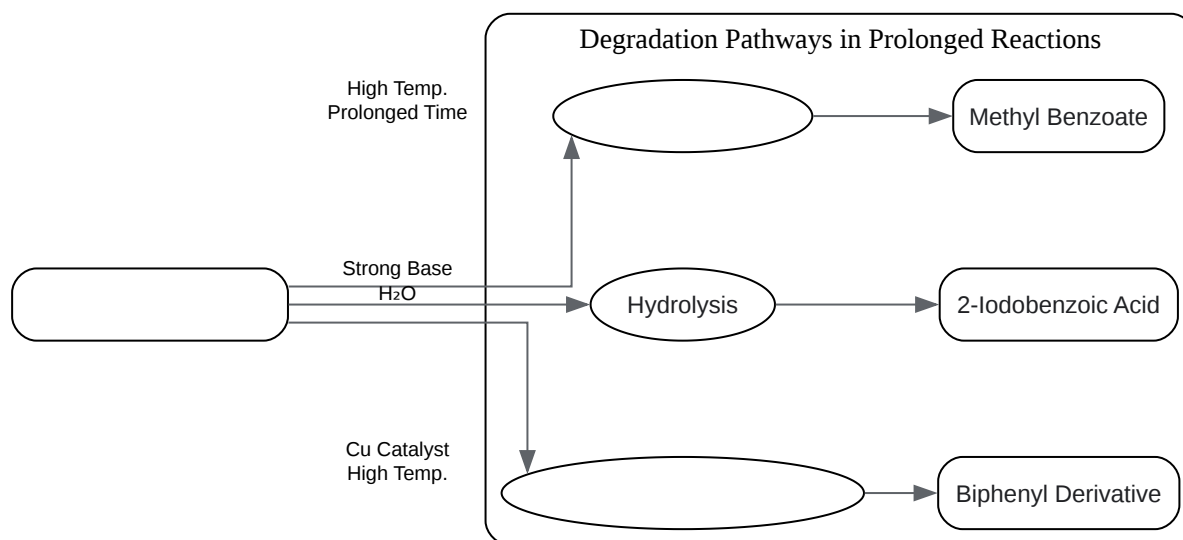 Degradation Pathways in Prolonged Reactions
High Temp.
Prolonged Time
Methyl Benzoate
Strong Base
H₂O
Hydrolysis
2-Iodobenzoic Acid
Cu Catalyst
High Temp.
Biphenyl Derivative